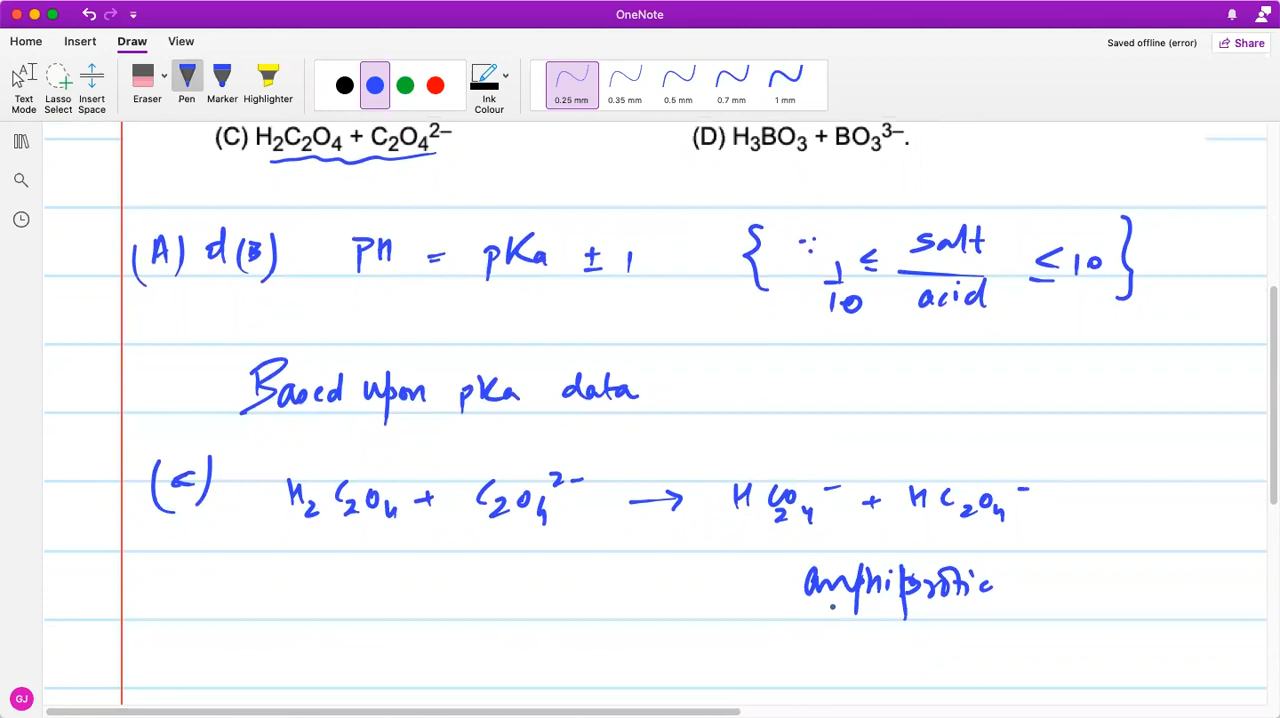 OneNote
Home Insert Draw View
Saved offline (error) Share
Text Mode
Lasso Select
Insert Space
Eraser
Pen
Marker
Highlighter
Ink Colour
0.25 mm
0.35 mm
0.5 mm
0.7 mm
1 mm
(C) H₂C₂O₄ + C₂O₄²⁻ (D) H₃BO₃ + BO₃³⁻.
(A) d (B) pH = pKa ± 1 { ∵ 1/10 ≤ salt/acid ≤ 10 }
Based upon pKa data
(C) H₂C₂O₄ + C₂O₄²⁻ → HC₂O₄⁻ + HC₂O₄⁻
amphiprotic
GJ